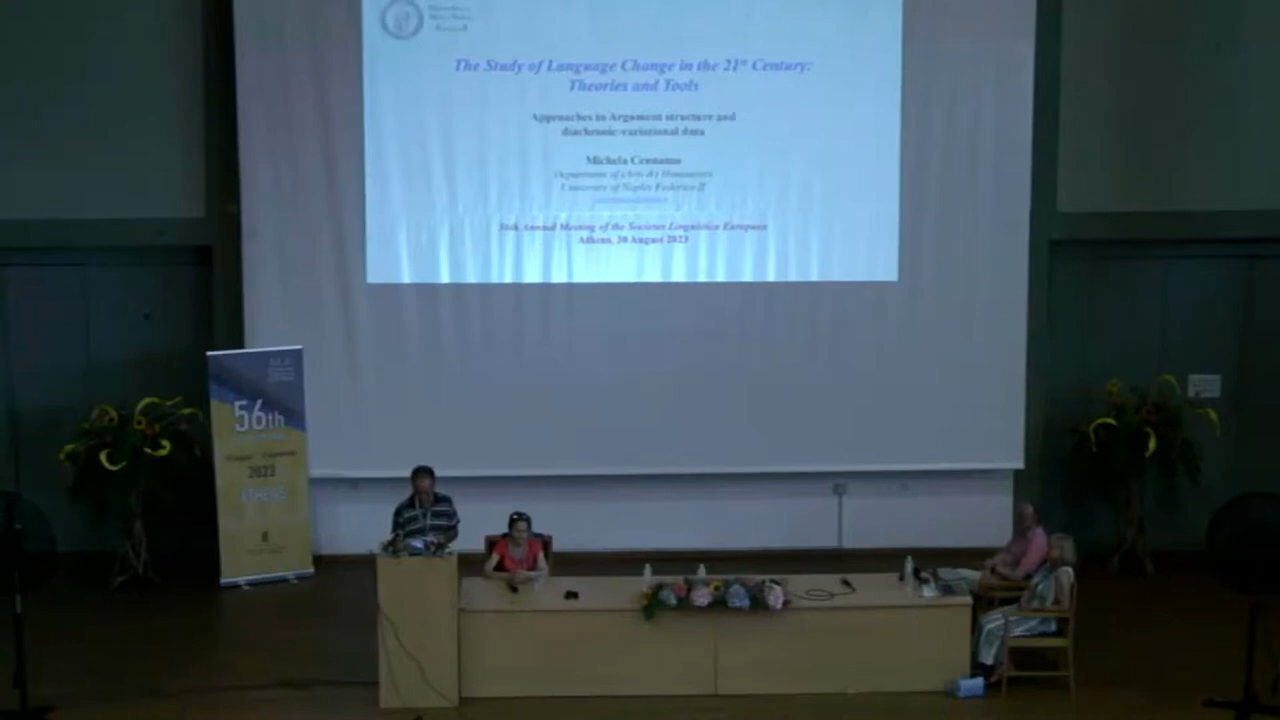 The Study of Language Change in the 21st Century:
Theories and Tools
Approaches to Argument structure and
diachronic-variational data
Michela Cennamo
Department of Arts & Humanities
University of Naples Federico II
56th Annual Meeting of the Societas Linguistica Europaea
Athens, 30 August 2023
56th
2023
ATHENS